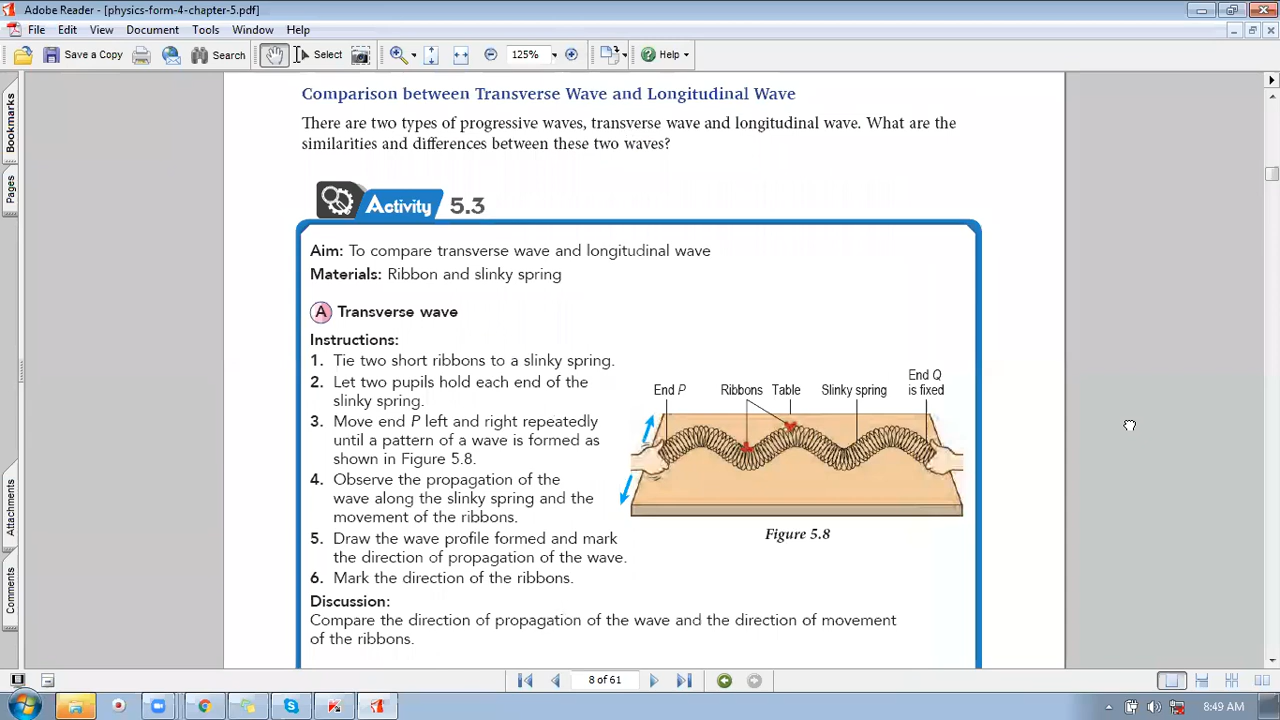 Adobe Reader - [physics-form-4-chapter-5.pdf]
File Edit View Document Tools Window Help
Save a Copy Search Select 125% Help
Bookmarks
Pages
Attachments
Comments
Comparison between Transverse Wave and Longitudinal Wave
There are two types of progressive waves, transverse wave and longitudinal wave. What are the
similarities and differences between these two waves?
Activity 5.3
Aim: To compare transverse wave and longitudinal wave
Materials: Ribbon and slinky spring
A Transverse wave
Instructions:
1. Tie two short ribbons to a slinky spring.
2. Let two pupils hold each end of the
slinky spring.
3. Move end P left and right repeatedly
until a pattern of a wave is formed as
shown in Figure 5.8.
4. Observe the propagation of the
wave along the slinky spring and the
movement of the ribbons.
5. Draw the wave profile formed and mark
the direction of propagation of the wave.
6. Mark the direction of the ribbons.
End P Ribbons Table Slinky spring End Q
is fixed
Figure 5.8
Discussion:
Compare the direction of propagation of the wave and the direction of movement
of the ribbons.
8 of 61
8:49 AM